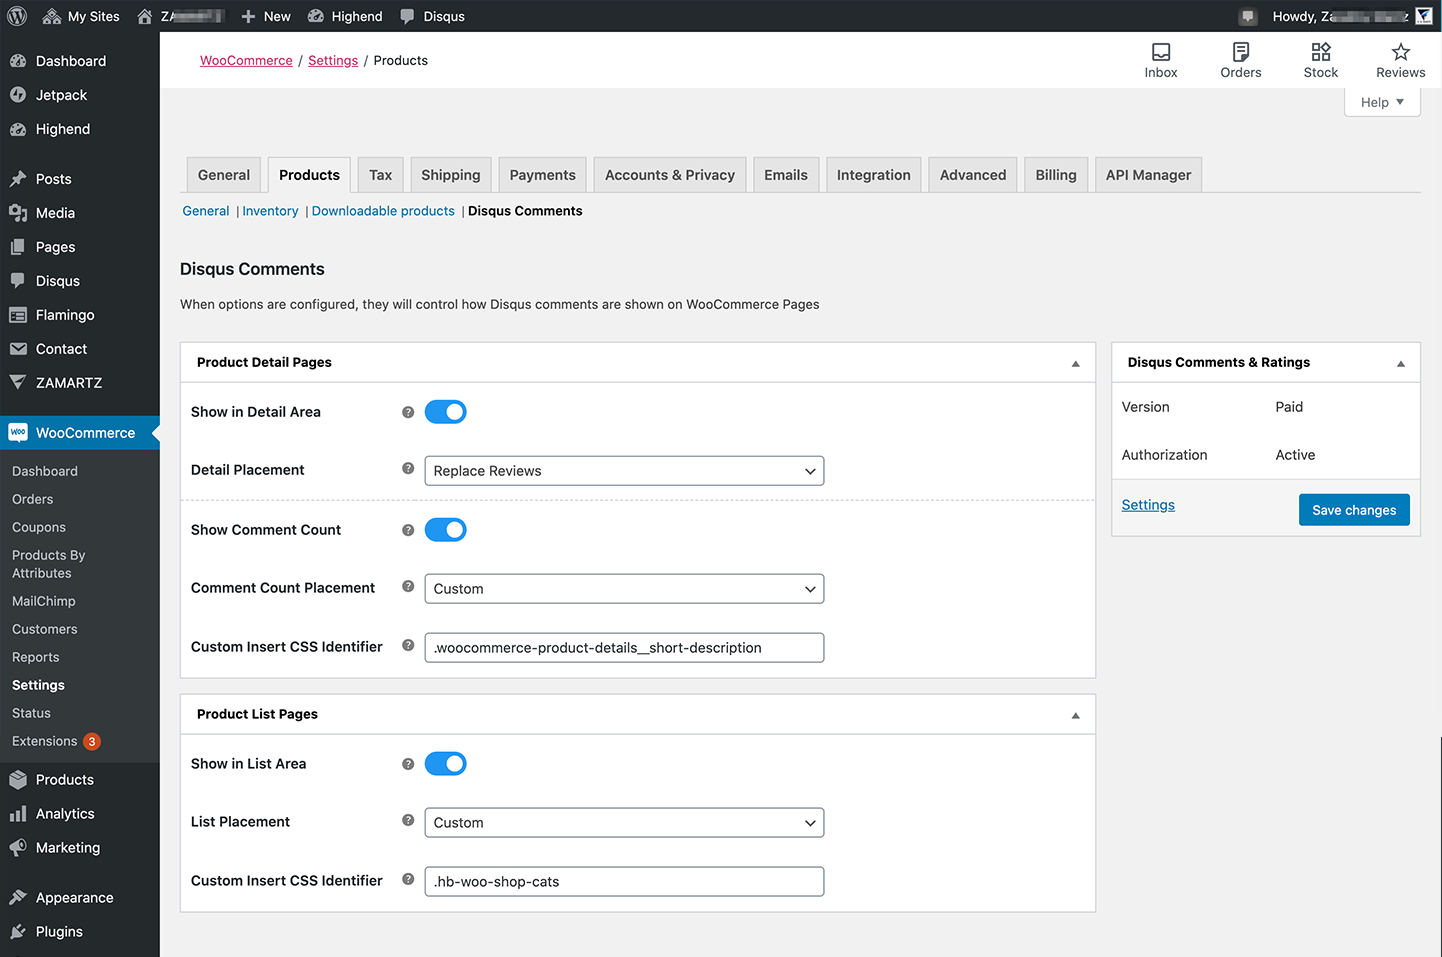 My Sites
New
Highend
Disqus
Howdy,
Dashboard
Jetpack
Highend
Posts
Media
Pages
Disqus
Flamingo
Contact
ZAMARTZ
Woo WooCommerce
Dashboard
Orders
Coupons
Products By
Attributes
MailChimp
Customers
Reports
Settings
Status
Extensions 3
Products
Analytics
Marketing
Appearance
Plugins
WooCommerce / Settings / Products
Inbox
Orders
Stock
Reviews
Help ▼
General Products Tax Shipping Payments Accounts & Privacy Emails Integration Advanced Billing API Manager
General | Inventory | Downloadable products | Disqus Comments
Disqus Comments
When options are configured, they will control how Disqus comments are shown on WooCommerce Pages
Product Detail Pages
Show in Detail Area ?
Detail Placement ? Replace Reviews
Show Comment Count ?
Comment Count Placement ? Custom
Custom Insert CSS Identifier ? .woocommerce-product-details__short-description
Product List Pages
Show in List Area ?
List Placement ? Custom
Custom Insert CSS Identifier ? .hb-woo-shop-cats
Disqus Comments & Ratings
Version Paid
Authorization Active
Settings Save changes